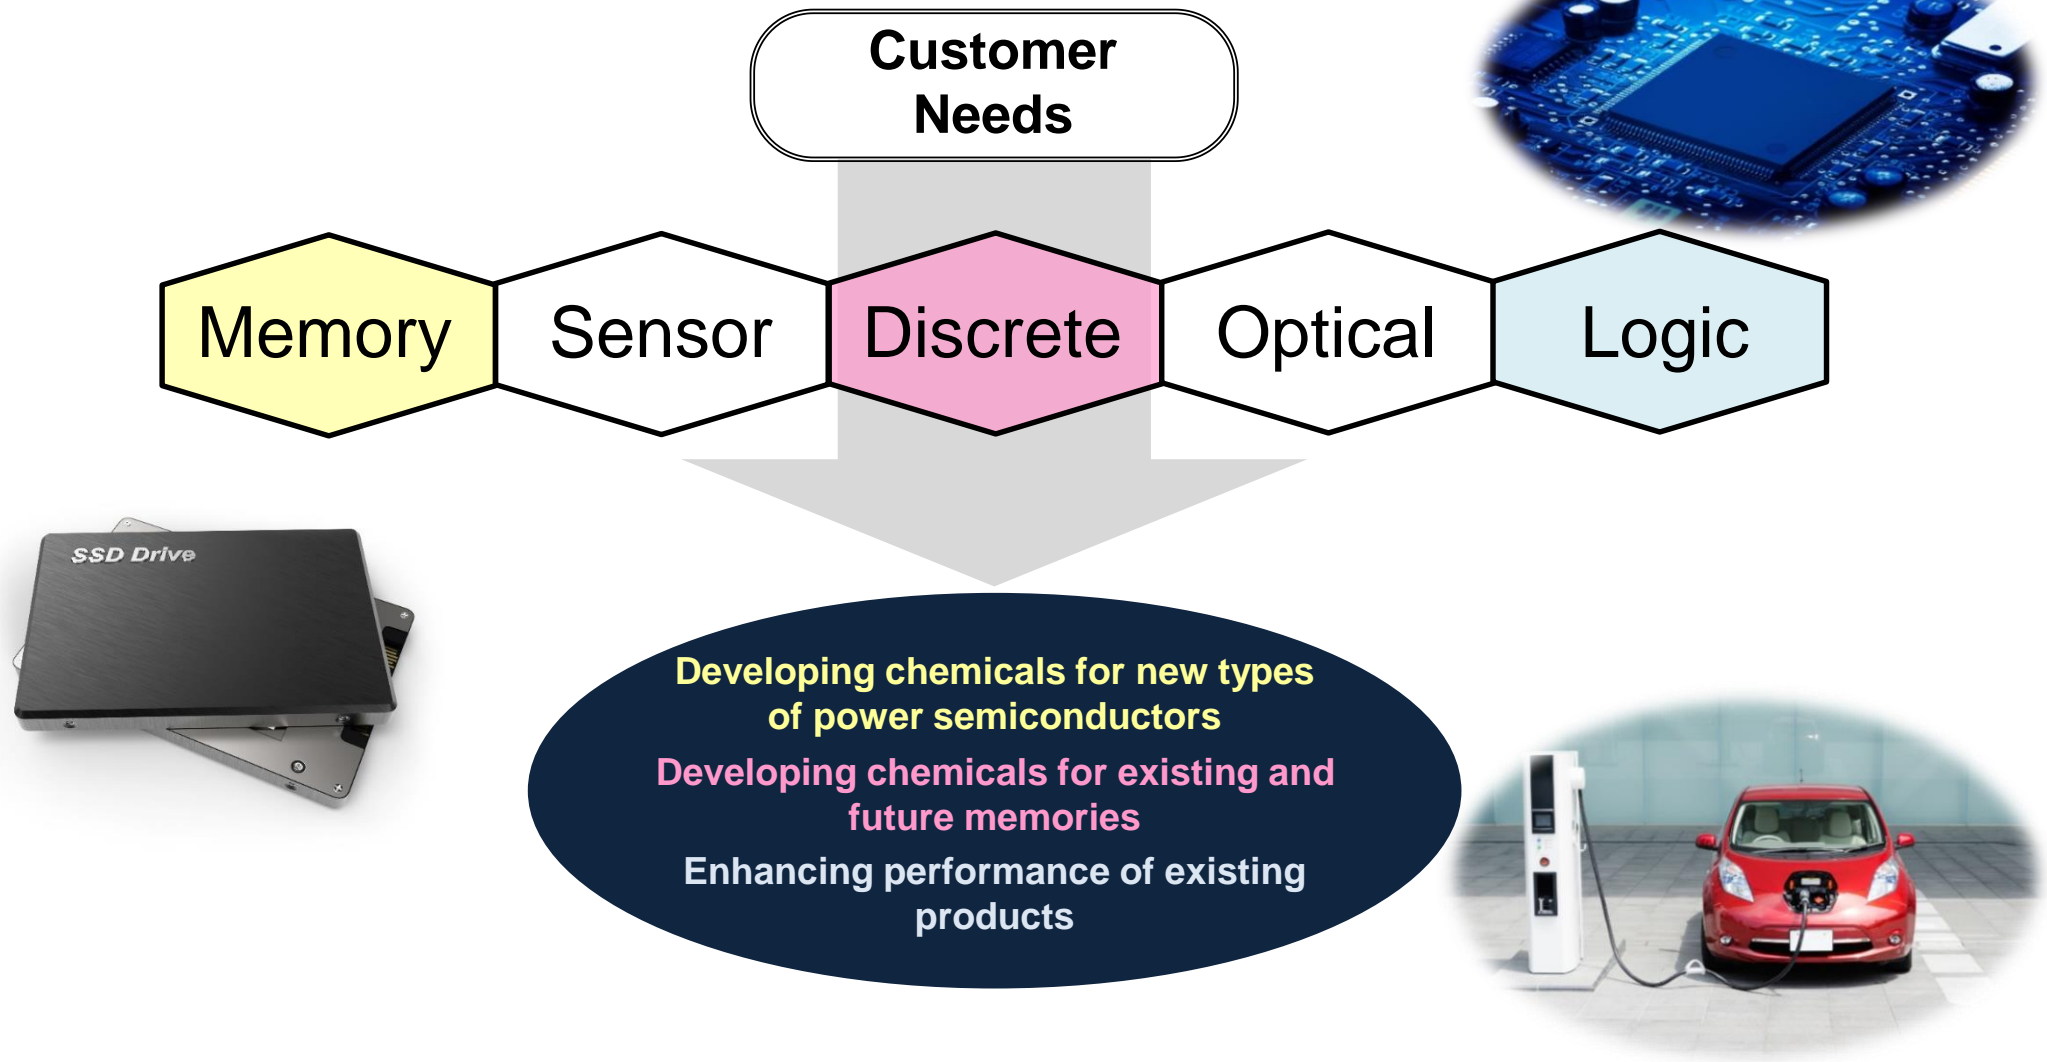 Customer
Needs
Memory
Sensor
Discrete
Optical
Logic
SSD Drive
Developing chemicals for new types
of power semiconductors
Developing chemicals for existing and
future memories
Enhancing performance of existing
products